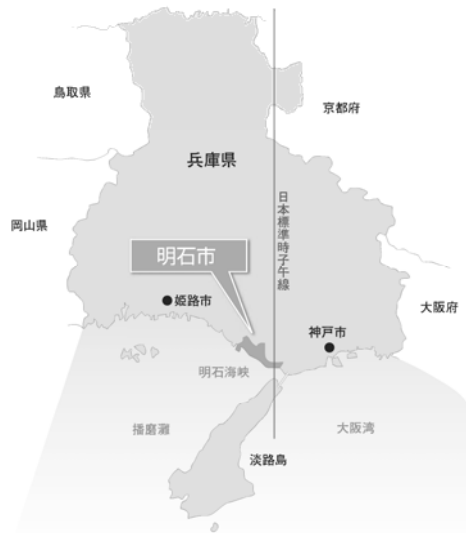 鳥取県
京都府
兵庫県
日本標準時子午線
岡山県
明石市
姫路市
大阪府
神戸市
明石海峡
播磨灘
大阪湾
淡路島